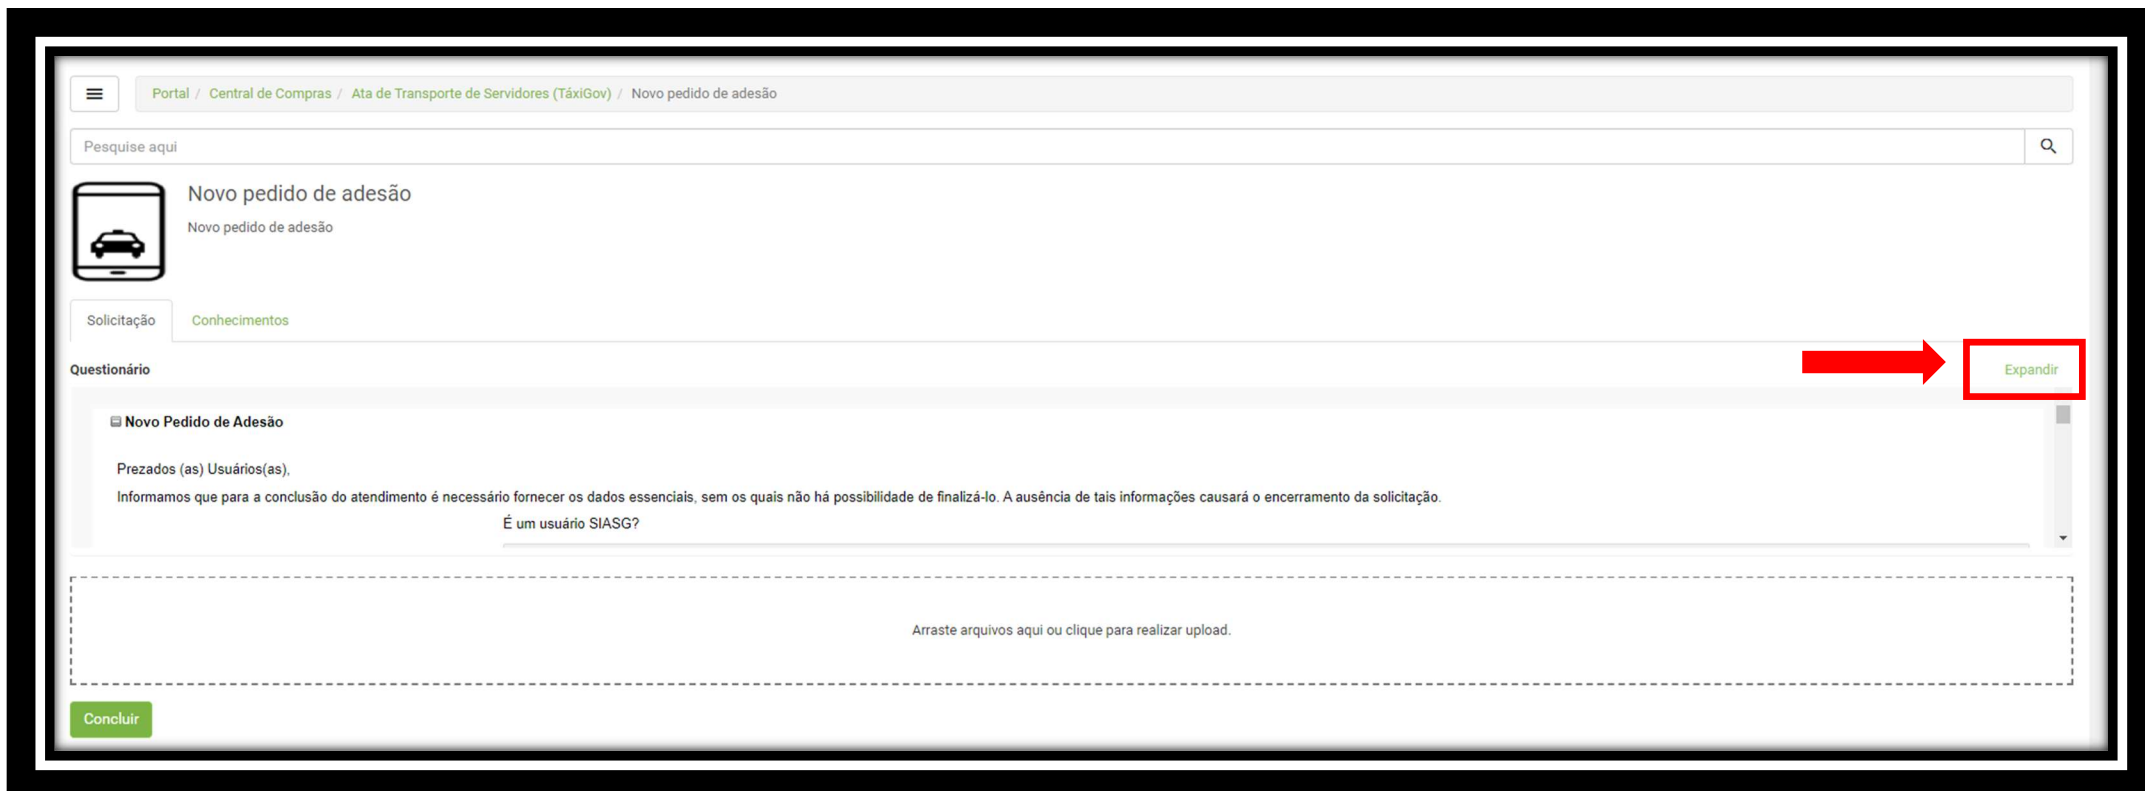 Portal / Central de Compras / Ata de Transporte de Servidores (TáxiGov) / Novo pedido de adesão
Pesquise aqui
Novo pedido de adesão
Novo pedido de adesão
Solicitação Conhecimentos
Questionário Expandir
Novo Pedido de Adesão
Prezados (as) Usuários(as),
Informamos que para a conclusão do atendimento é necessário fornecer os dados essenciais, sem os quais não há possibilidade de finalizá-lo. A ausência de tais informações causará o encerramento da solicitação.
É um usuário SIASG?
Arraste arquivos aqui ou clique para realizar upload.
Concluir